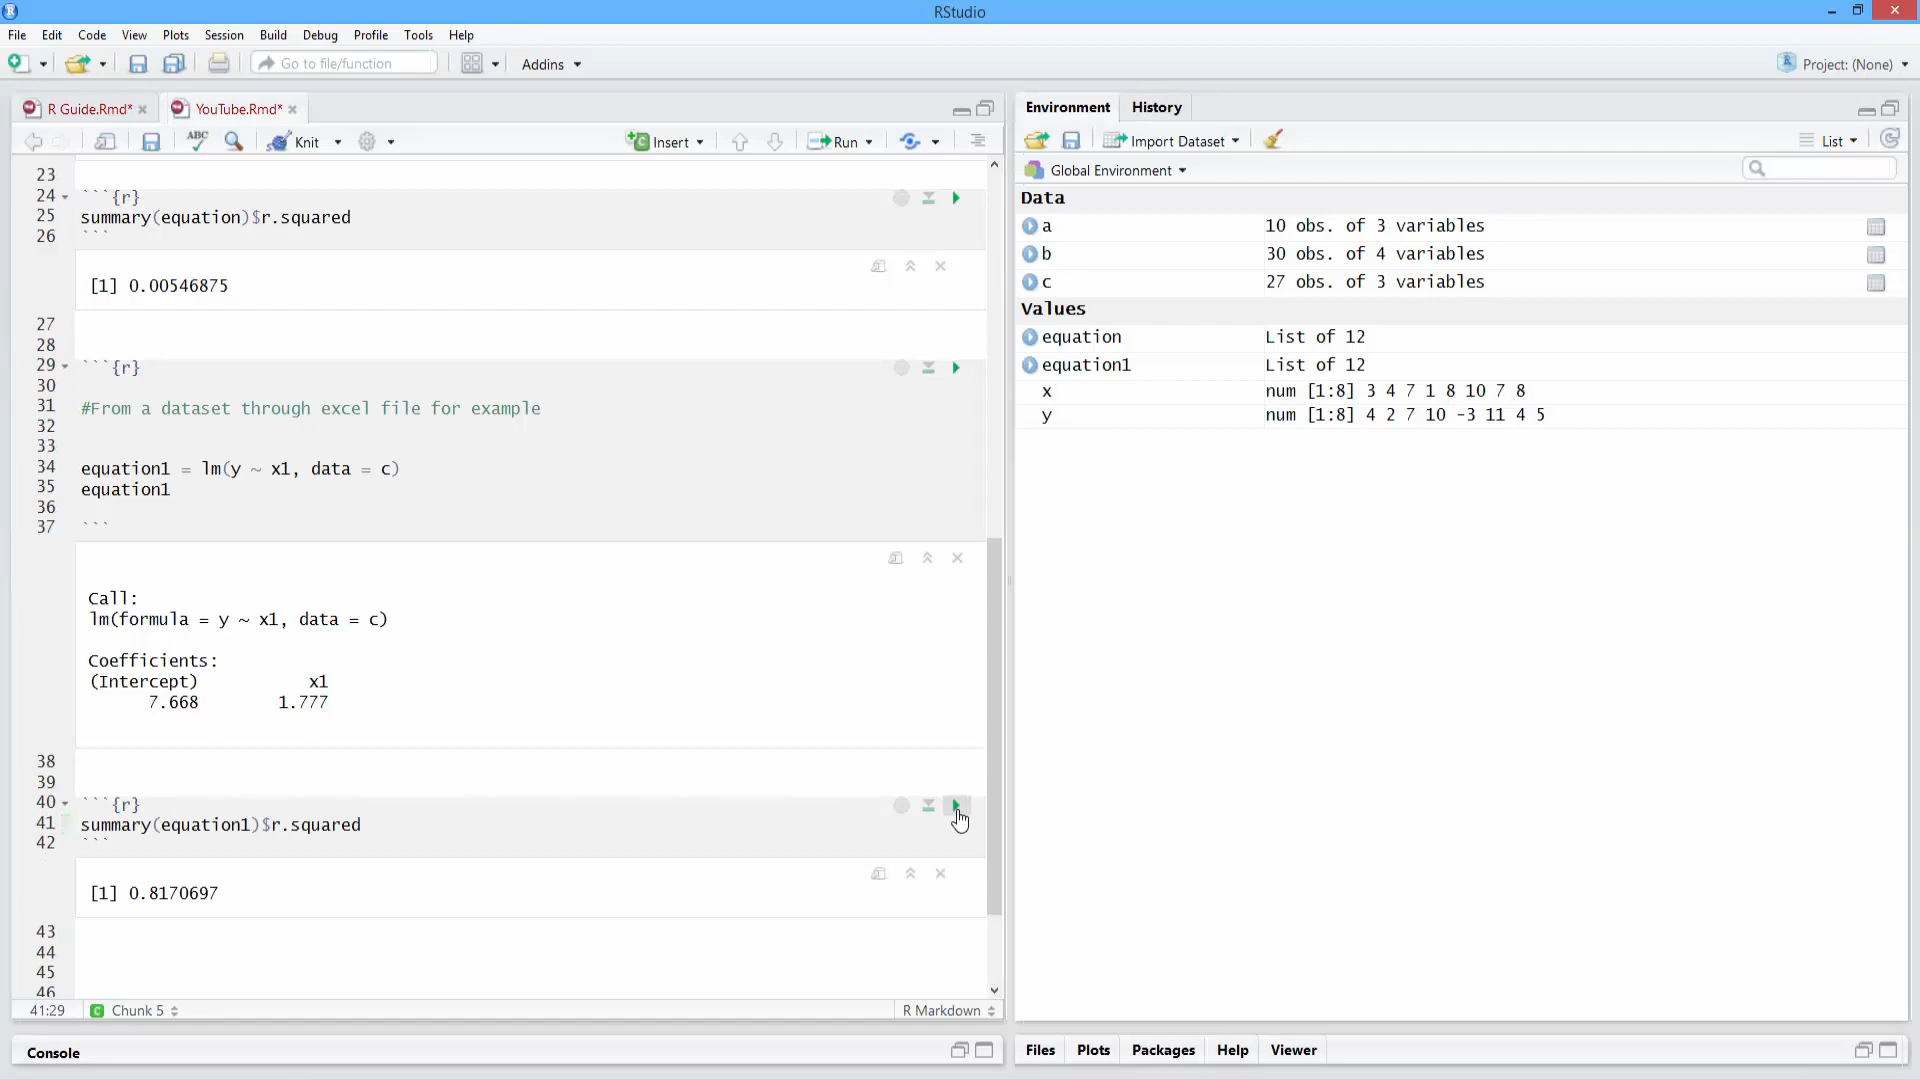 RStudio
File Edit Code View Plots Session Build Debug Profile Tools Help
Go to file/function
Addins
Project: (None)
R Guide.Rmd*
YouTube.Rmd*
ABC
Knit
Insert
Run
23
24 ```{r}
25 summary(equation)$r.squared
26 ```
[1] 0.00546875
27
28
29 ```{r}
30
31 #From a dataset through excel file for example
32
33
34 equation1 = lm(y ~ x1, data = c)
35 equation1
36
37 ```
Call:
lm(formula = y ~ x1, data = c)
Coefficients:
(Intercept) x1
7.668 1.777
38
39
40 ```{r}
41 summary(equation1)$r.squared
42 ```
[1] 0.8170697
43
44
45
46
41:29 C Chunk 5 R Markdown
Console
Environment History
Import Dataset
List
Global Environment
Data
a 10 obs. of 3 variables
b 30 obs. of 4 variables
c 27 obs. of 3 variables
Values
equation List of 12
equation1 List of 12
x num [1:8] 3 4 7 1 8 10 7 8
y num [1:8] 4 2 7 10 -3 11 4 5
Files Plots Packages Help Viewer